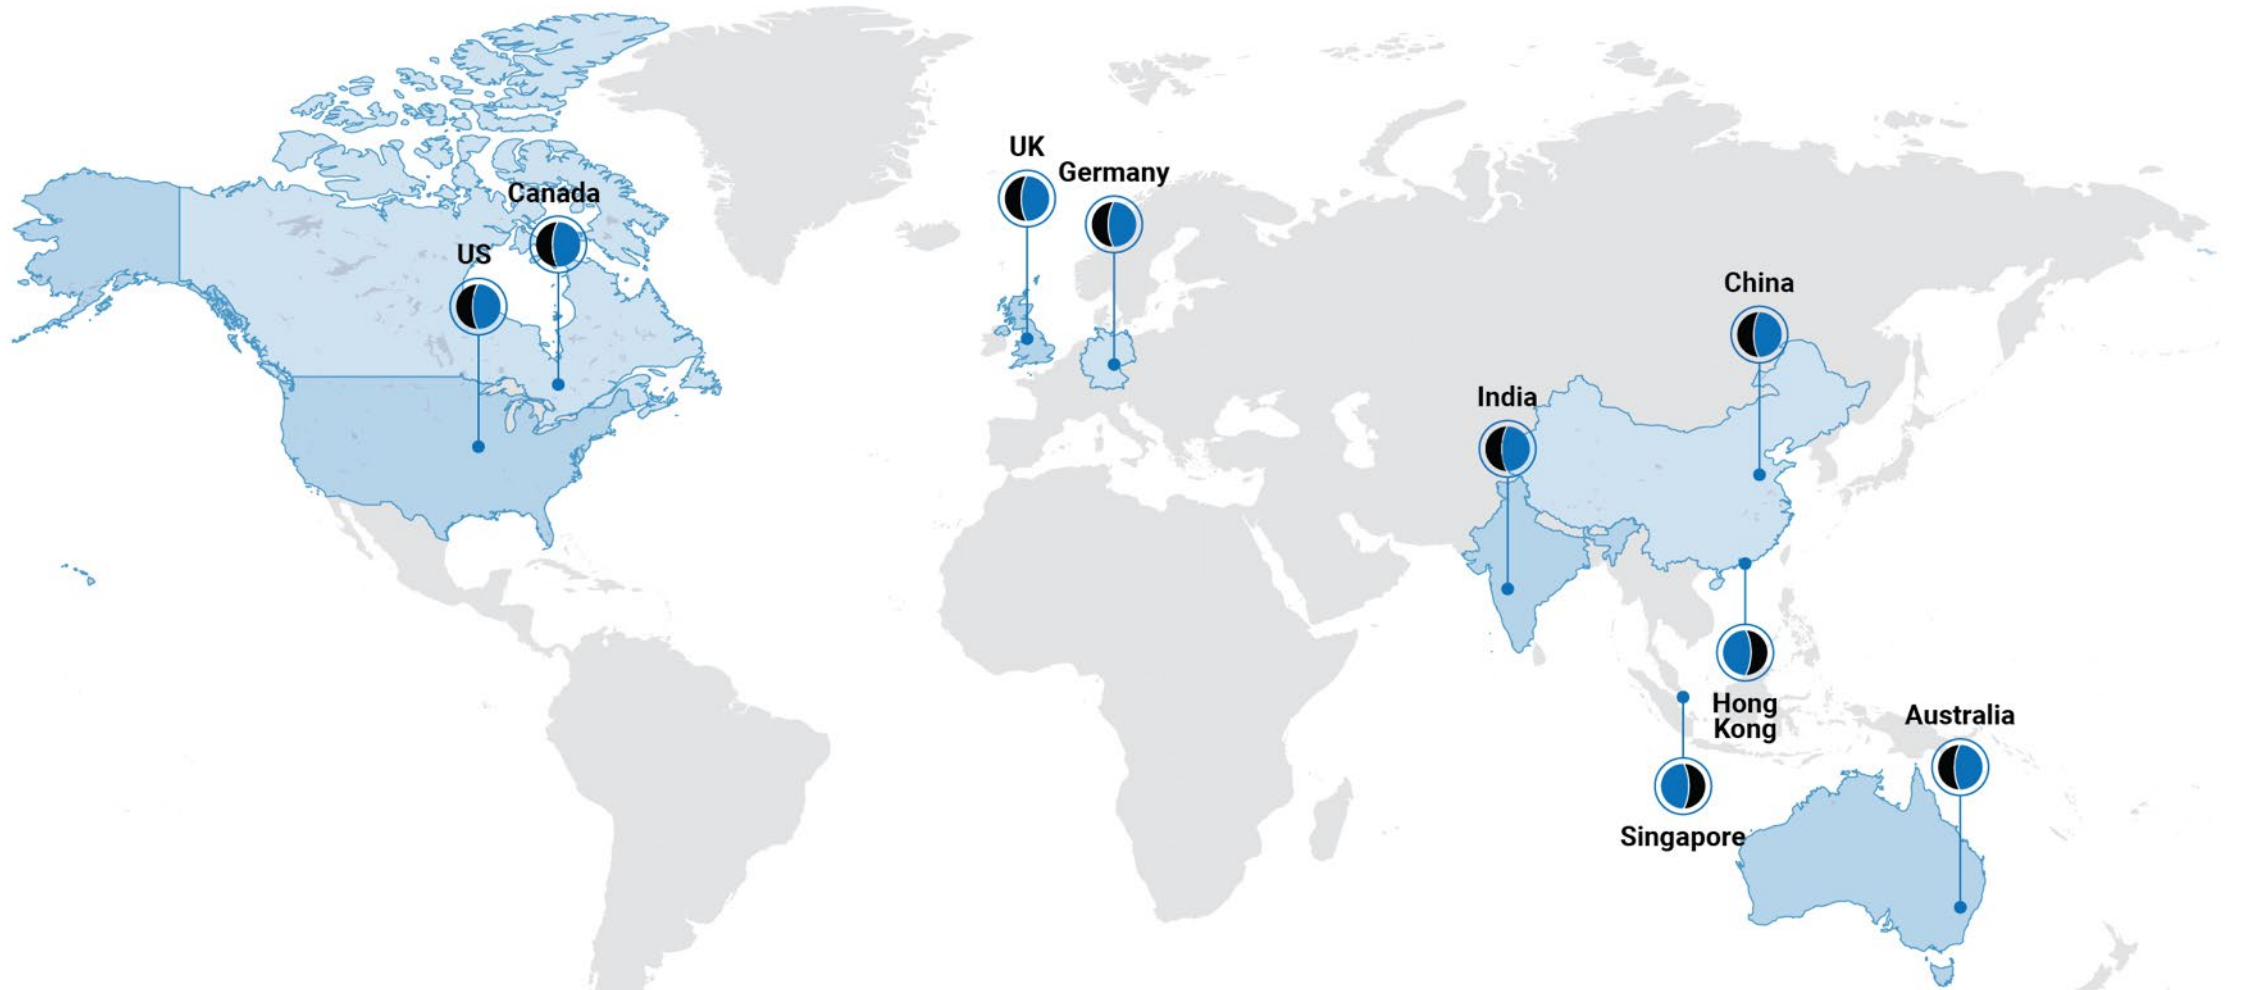 UK
Germany
Canada
US
China
India
Hong
Kong
Australia
Singapore